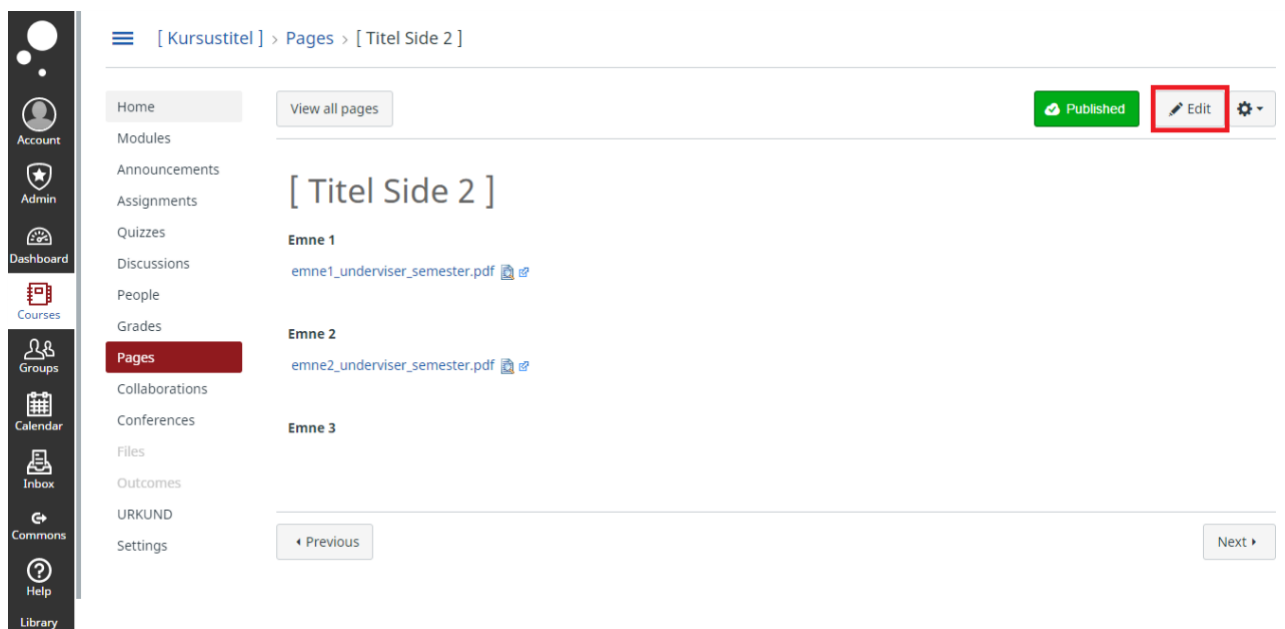 [ Kursustitel ] > Pages > [ Titel Side 2 ]
Account
Admin
Dashboard
Courses
Groups
Calendar
Inbox
Commons
Help
Library
Home
Modules
Announcements
Assignments
Quizzes
Discussions
People
Grades
Pages
Collaborations
Conferences
Files
Outcomes
URKUND
Settings
View all pages
Published
Edit
[ Titel Side 2 ]
Emne 1
emne1_underviser_semester.pdf
Emne 2
emne2_underviser_semester.pdf
Emne 3
Previous
Next